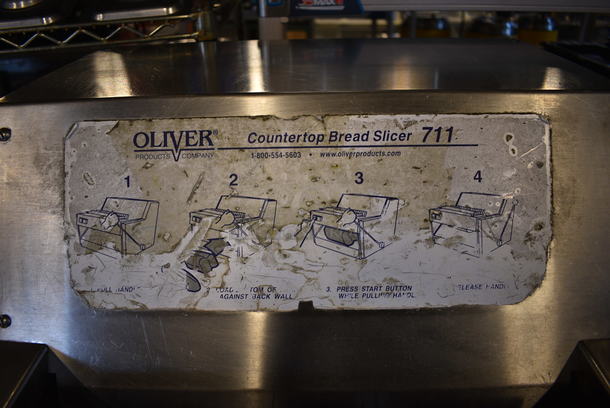 OLIVER®
PRODUCTS COMPANY
Countertop Bread Slicer 711
1-800-554-5603 • www.oliverproducts.com
1 2 3 4
AGAINST BACK WALL
3. PRESS START BUTTON
WHILE PULLING
MAX